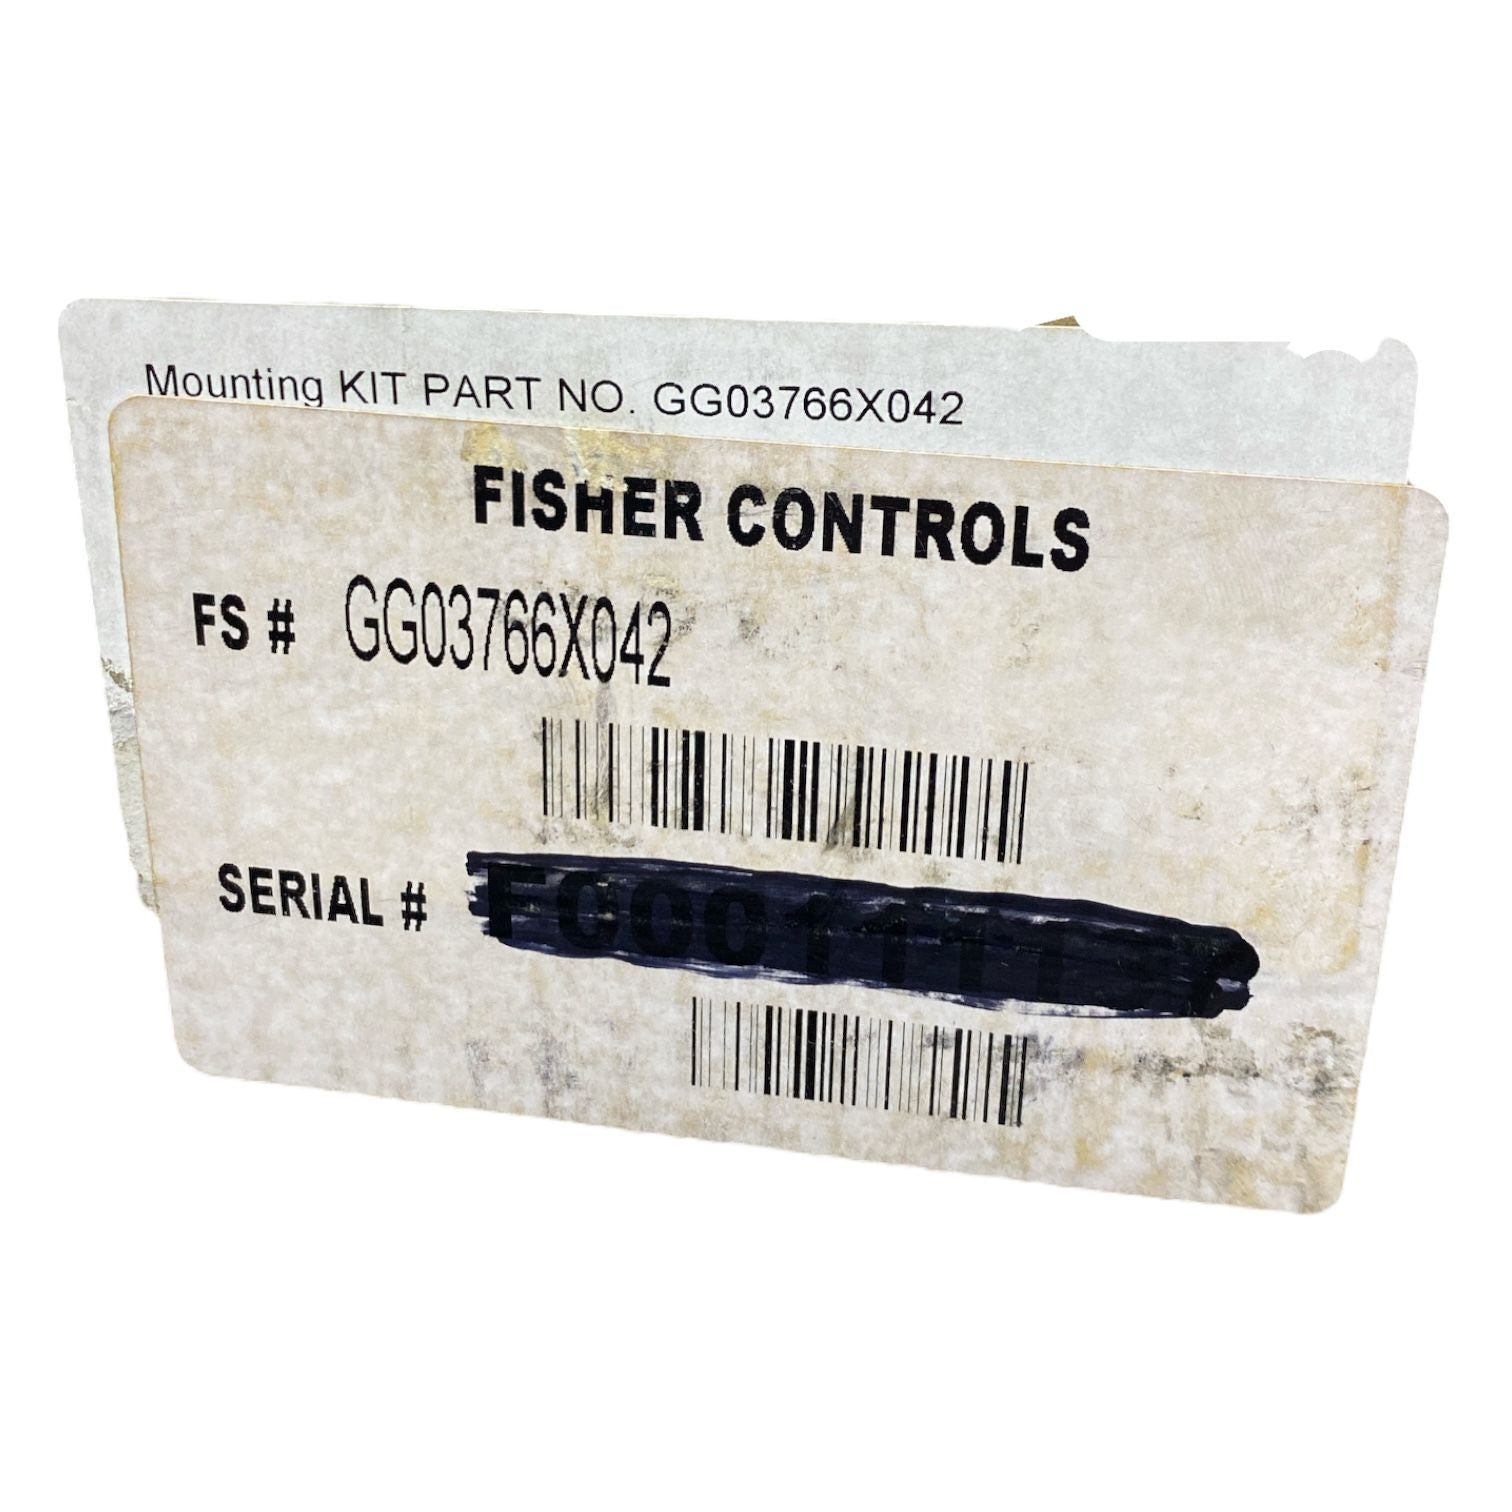 Mounting KIT PART NO. GG03766X042
FISHER CONTROLS
FS # GG03766X042
SERIAL #